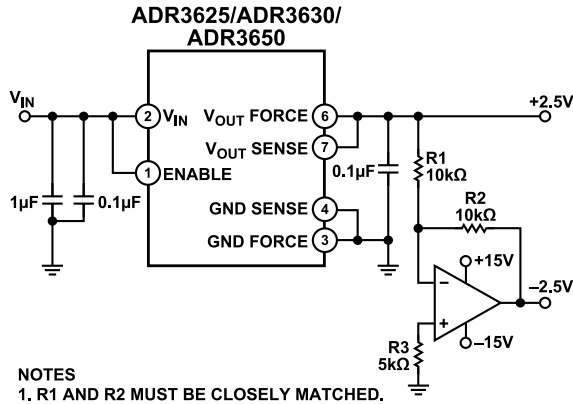 ADR3625/ADR3630/
ADR3650
VIN
2
VIN
VOUT FORCE
6
+2.5V
VOUT SENSE
7
1
ENABLE
1µF
0.1µF
0.1µF
R1
10kΩ
R2
10kΩ
GND SENSE
4
GND FORCE
3
–
+15V
–2.5V
+
–15V
R3
5kΩ
NOTES
1. R1 AND R2 MUST BE CLOSELY MATCHED.